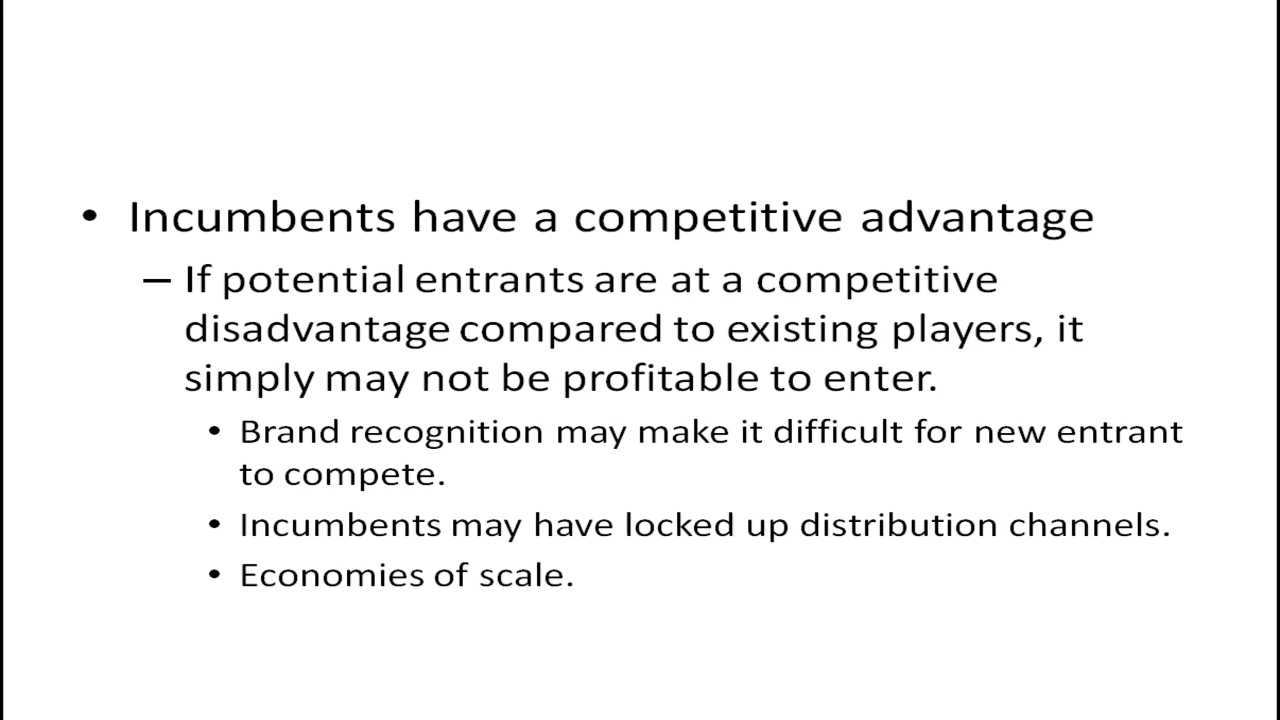 • Incumbents have a competitive advantage
– If potential entrants are at a competitive
disadvantage compared to existing players, it
simply may not be profitable to enter.
• Brand recognition may make it difficult for new entrant
to compete.
• Incumbents may have locked up distribution channels.
• Economies of scale.